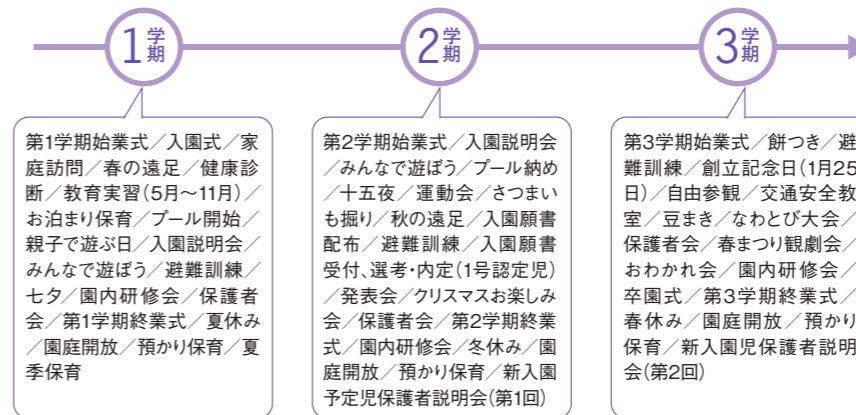 1学期
第1学期始業式／入園式／家
庭訪問／春の遠足／健康診
断／教育実習(5月～11月)／
お泊まり保育／プール開始／
親子で遊ぶ日／入園説明会／
みんなで遊ぼう／避難訓練／
七夕／園内研修会／保護者
会／第1学期終業式／夏休み
／園庭開放／預かり保育／夏
季保育
2学期
第2学期始業式／入園説明会
／みんなで遊ぼう／プール納め
／十五夜／運動会／さつまい
も掘り／秋の遠足／入園願書
配布／避難訓練／入園願書
受付、選考・内定(1号認定児)
／発表会／クリスマスお楽しみ
会／保護者会／第2学期終業
式／園内研修会／冬休み／園
庭開放／預かり保育／新入園
予定児保護者説明会(第1回)
3学期
第3学期始業式／餅つき／避
難訓練／創立記念日(1月25
日)／自由参観／交通安全教
室／豆まき／なわとび大会／
保護者会／春まつり観劇会／
おわかれ会／園内研修会／
卒園式／第3学期終業式／
春休み／園庭開放／預かり
保育／新入園児保護者説明
会(第2回)